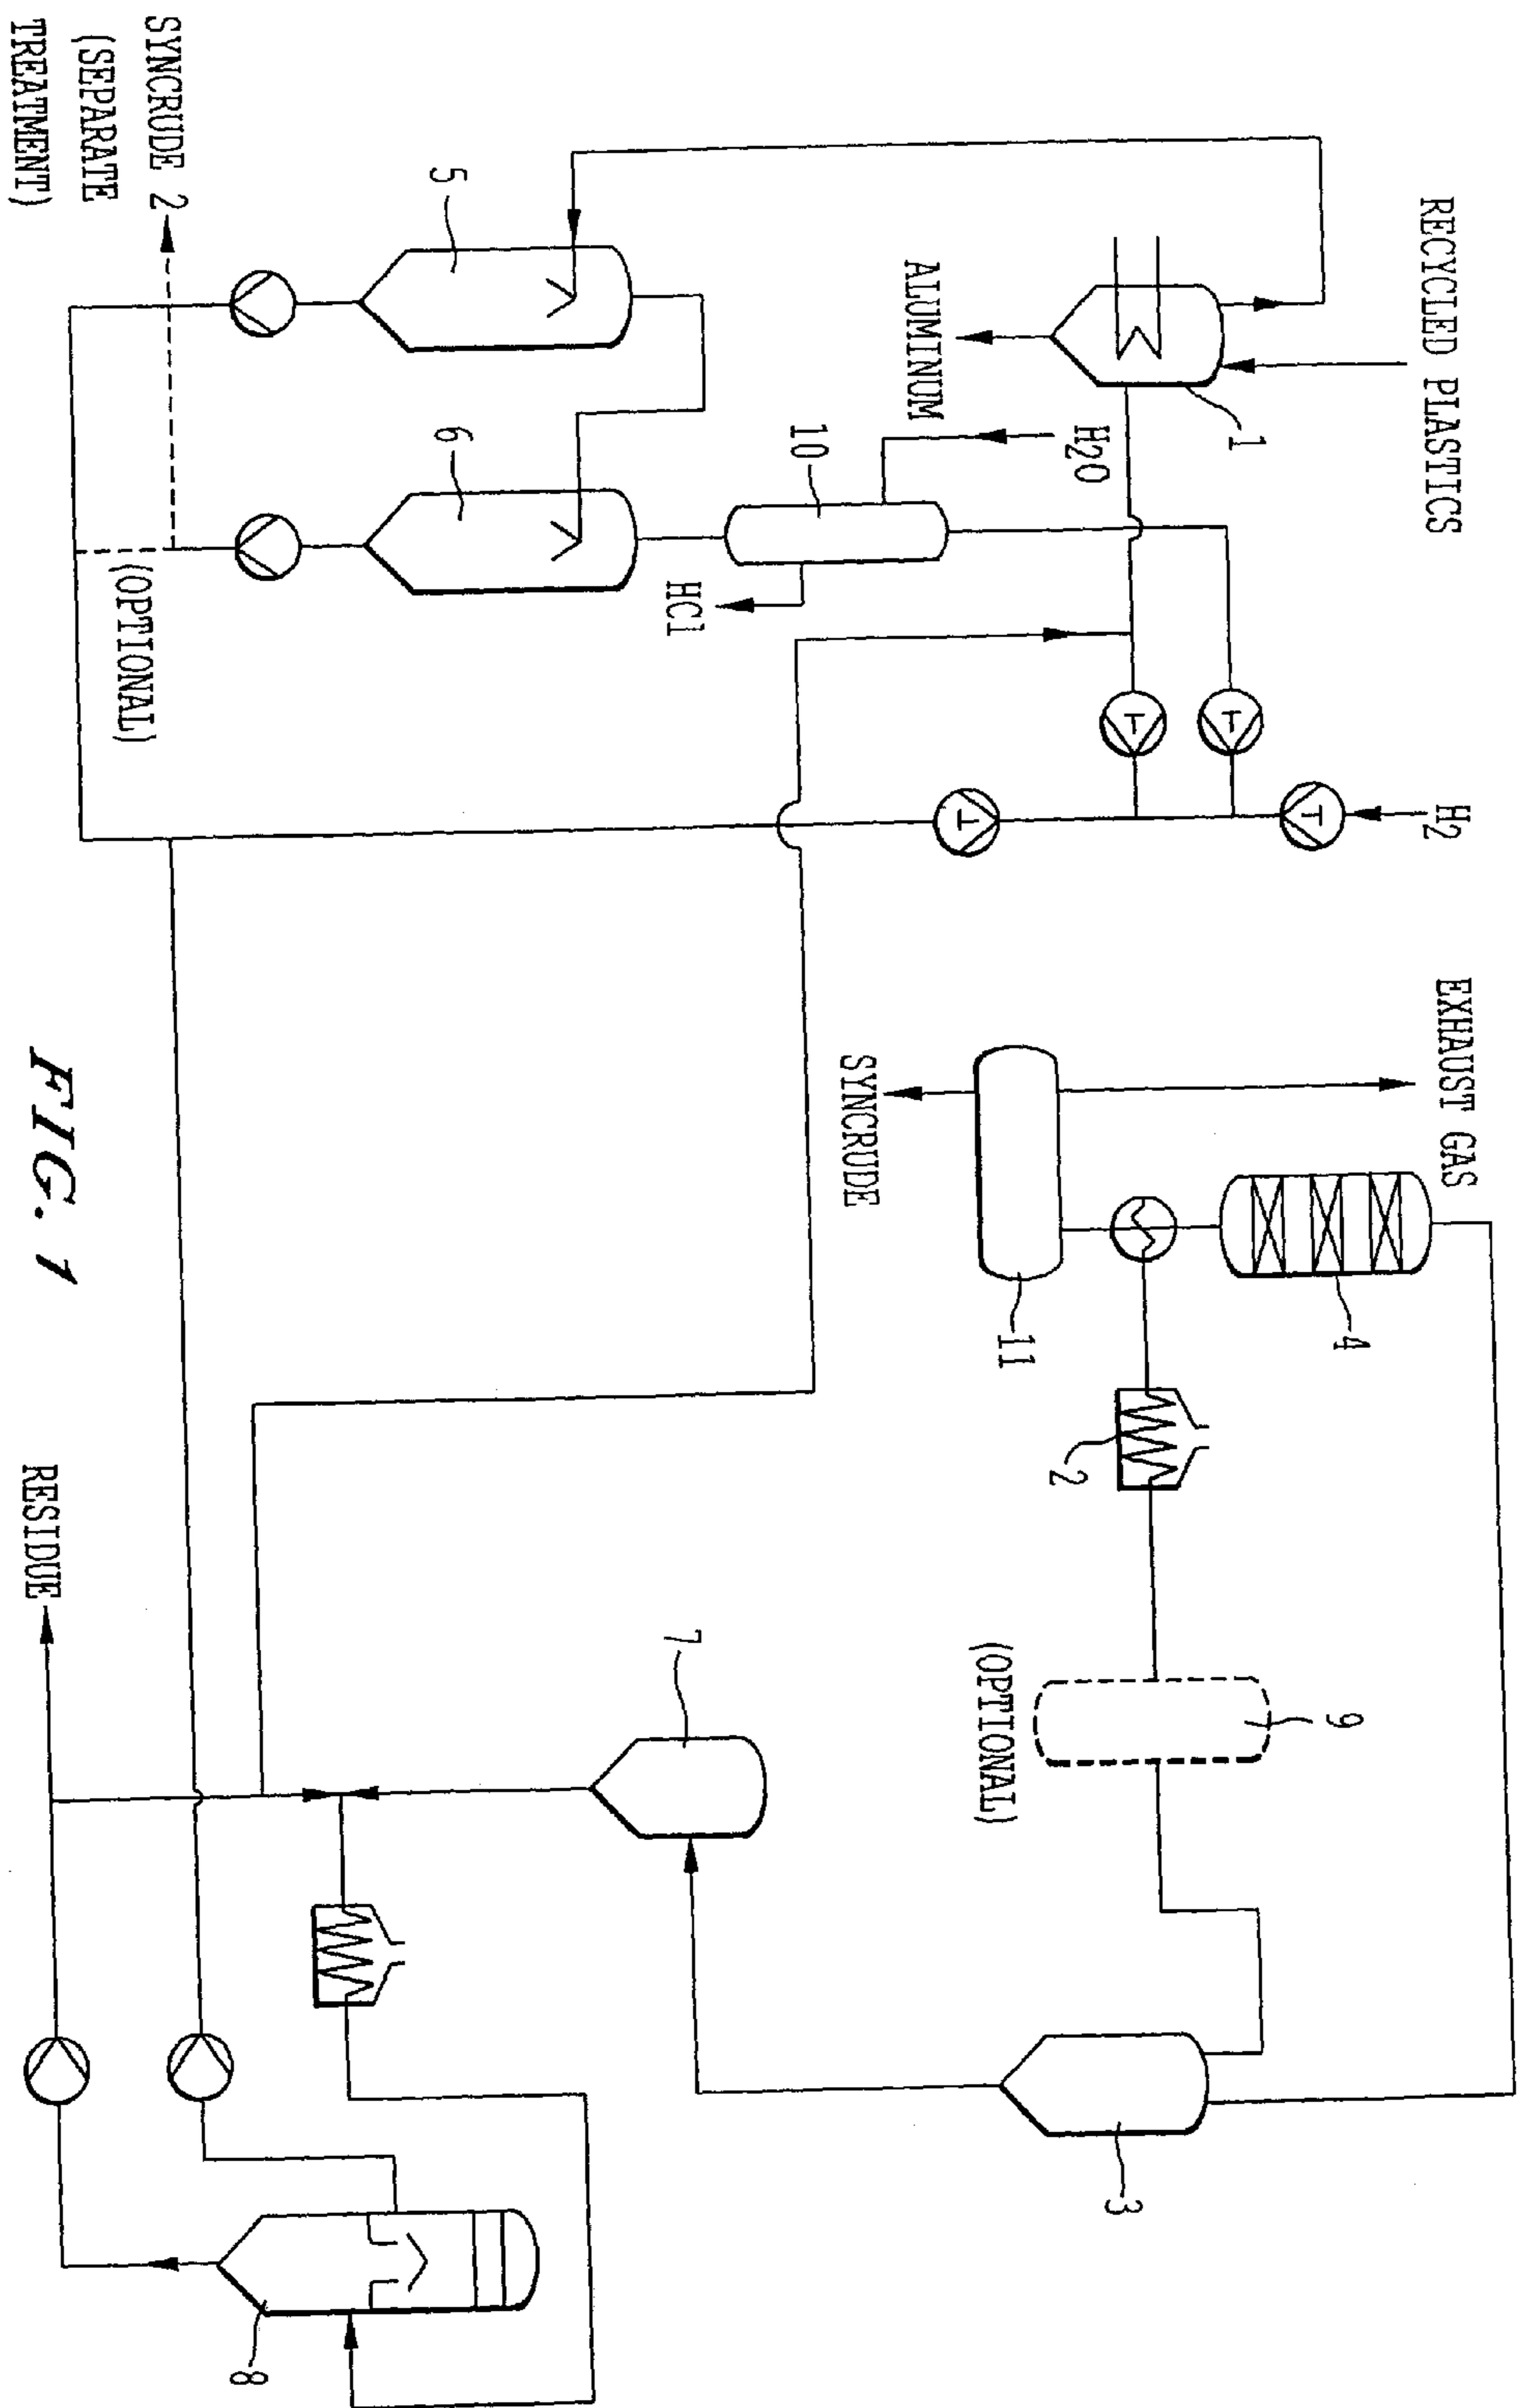 RECYCLED PLASTICS
H2
EXHAUST GAS
1
H2O
ALUMINUM
10
HCl
5
6
SYNCRUDE 2
(SEPARATE
TREATMENT)
(OPTIONAL)
4
11
SYNCRUDE
2
9
(OPTIONAL)
3
7
8
RESIDUE
FIG. 1
T
T
T
T